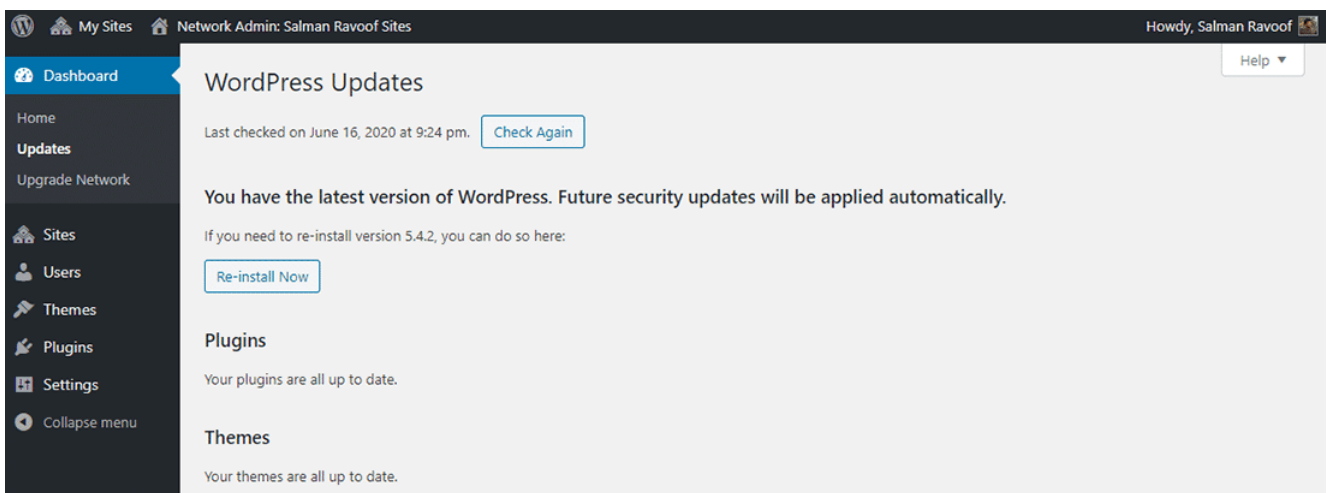 My Sites Network Admin: Salman Ravoof Sites Howdy, Salman Ravoof
Help ▼
Dashboard
Home
Updates
Upgrade Network
Sites
Users
Themes
Plugins
Settings
Collapse menu
WordPress Updates
Last checked on June 16, 2020 at 9:24 pm. Check Again
You have the latest version of WordPress. Future security updates will be applied automatically.
If you need to re-install version 5.4.2, you can do so here:
Re-install Now
Plugins
Your plugins are all up to date.
Themes
Your themes are all up to date.